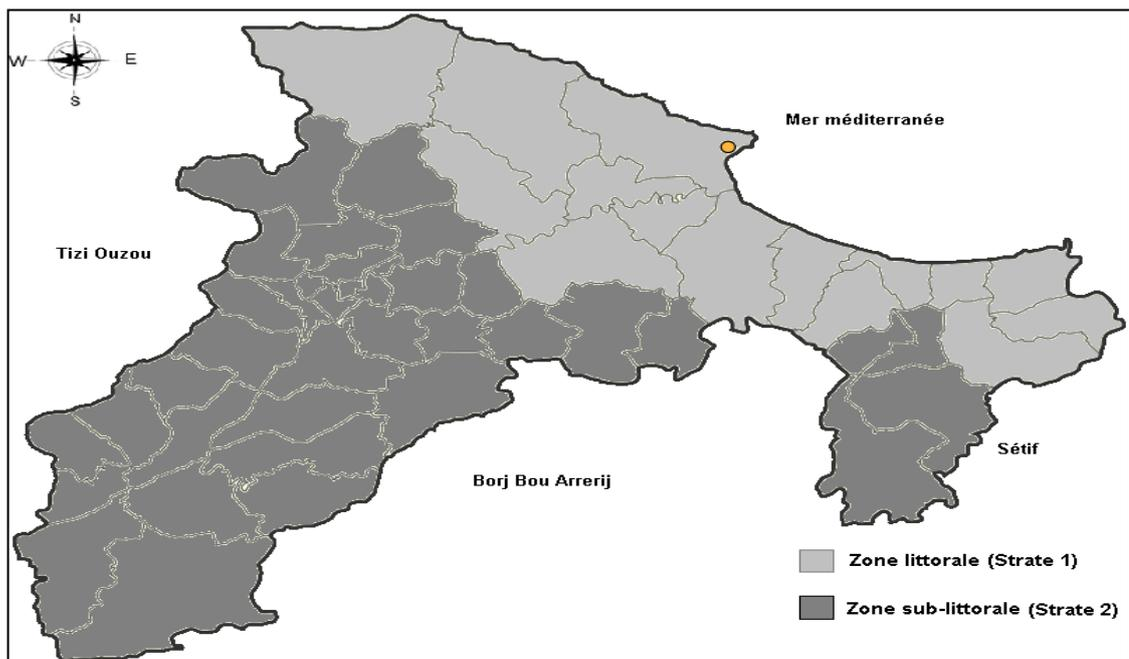 N
W
E
S
Mer méditerranée
Tizi Ouzou
Sétif
Borj Bou Arrerij
Zone littorale (Strate 1)
Zone sub-littorale (Strate 2)